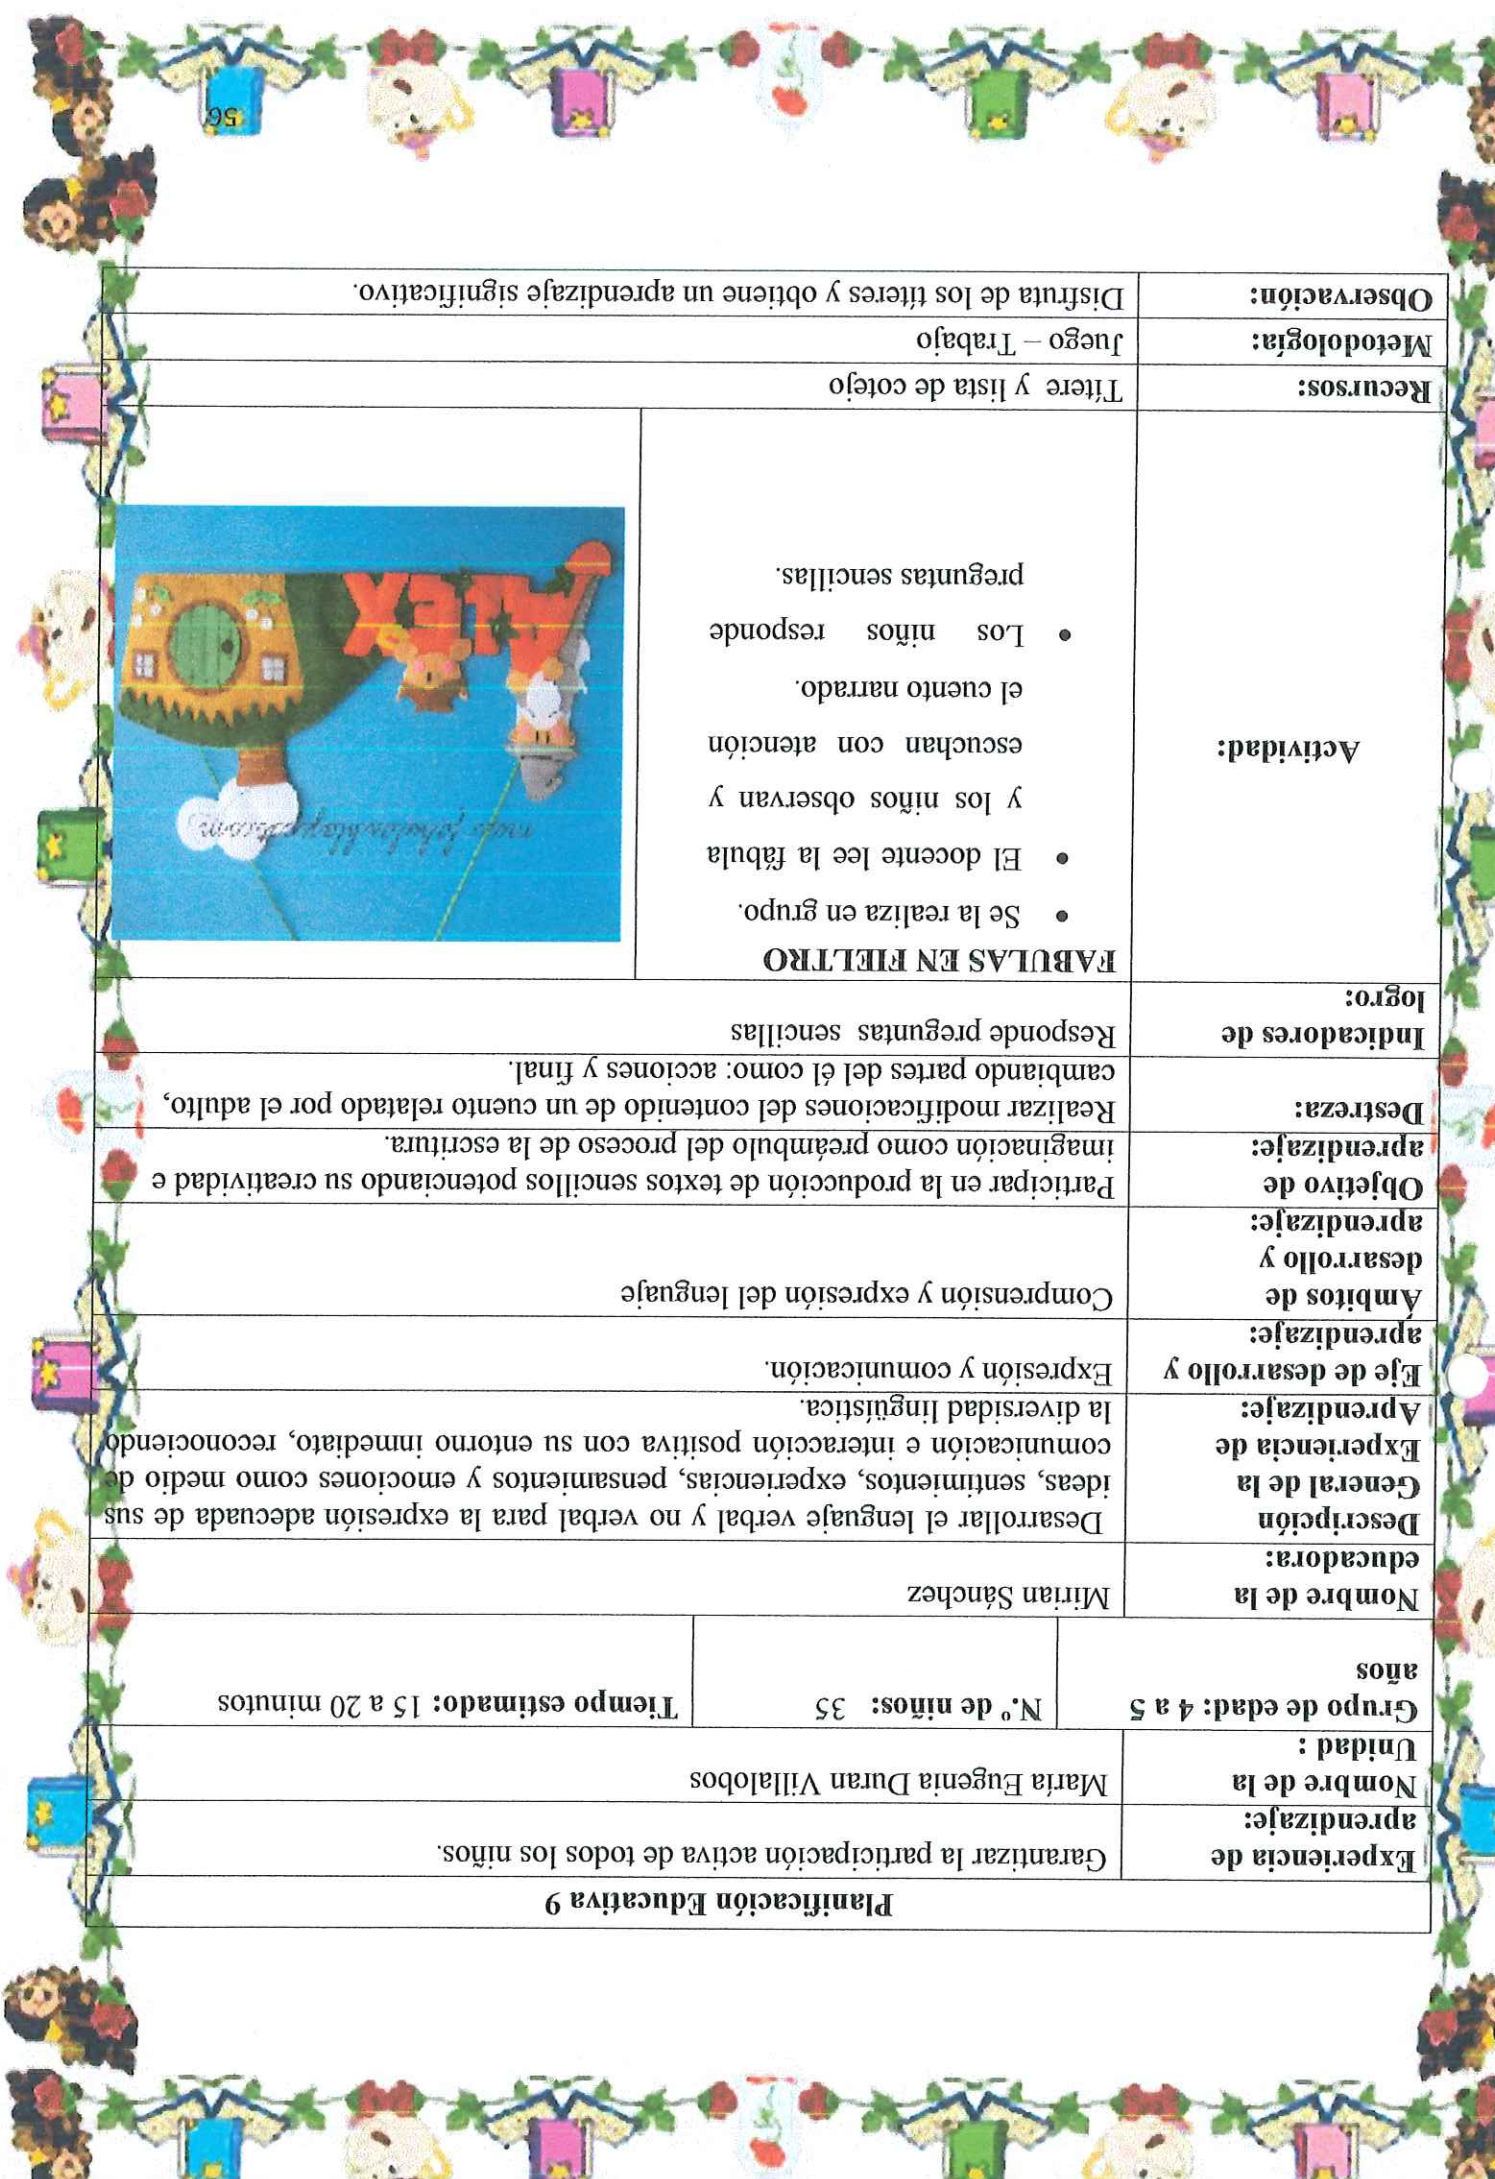 Planificación Educativa 9
Experiencia de
aprendizaje:
Garantizar la participación activa de todos los niños.
Nombre de la
Unidad :
María Eugenia Duran Villalobos
Grupo de edad: 4 a 5
años
N.º de niños: 35
Tiempo estimado: 15 a 20 minutos
Nombre de la
educadora:
Mirian Sánchez
Descripción
General de la
Experiencia de
Aprendizaje:
Desarrollar el lenguaje verbal y no verbal para la expresión adecuada de sus
ideas, sentimientos, experiencias, pensamientos y emociones como medio de
comunicación e interacción positiva con su entorno inmediato, reconociendo
la diversidad lingüística.
Eje de desarrollo y
aprendizaje:
Expresión y comunicación.
Ámbitos de
desarrollo y
aprendizaje:
Comprensión y expresión del lenguaje
Objetivo de
aprendizaje:
Participar en la producción de textos sencillos potenciando su creatividad e
imaginación como preámbulo del proceso de la escritura.
Destreza:
Realizar modificaciones del contenido de un cuento relatado por el adulto,
cambiando partes del él como: acciones y final.
Indicadores de
logro:
Responde preguntas sencillas
Actividad:
FABULAS EN FIELTRO
• Se la realiza en grupo.
• El docente lee la fábula
y los niños observan y
escuchan con atención
el cuento narrado.
• Los niños responde
preguntas sencillas.
ALEX
Recursos:
Títere y lista de cotejo
Metodología:
Juego – Trabajo
Observación:
Disfruta de los títeres y obtiene un aprendizaje significativo.
56